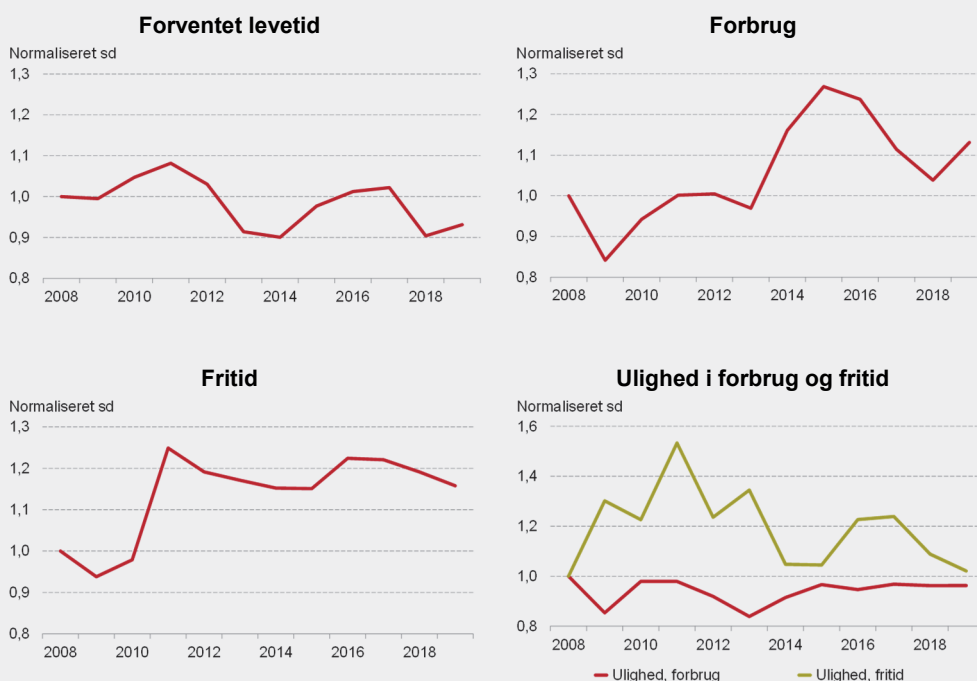 Forventet levetid
Normaliseret sd
1,3
1,2
1,1
1,0
0,9
0,8
2008 2010 2012 2014 2016 2018
Forbrug
Normaliseret sd
1,3
1,2
1,1
1,0
0,9
0,8
2008 2010 2012 2014 2016 2018
Fritid
Normaliseret sd
1,3
1,2
1,1
1,0
0,9
0,8
2008 2010 2012 2014 2016 2018
Ulighed i forbrug og fritid
Normaliseret sd
1,6
1,4
1,2
1,0
0,8
2008 2010 2012 2014 2016 2018
Ulighed, forbrug Ulighed, fritid